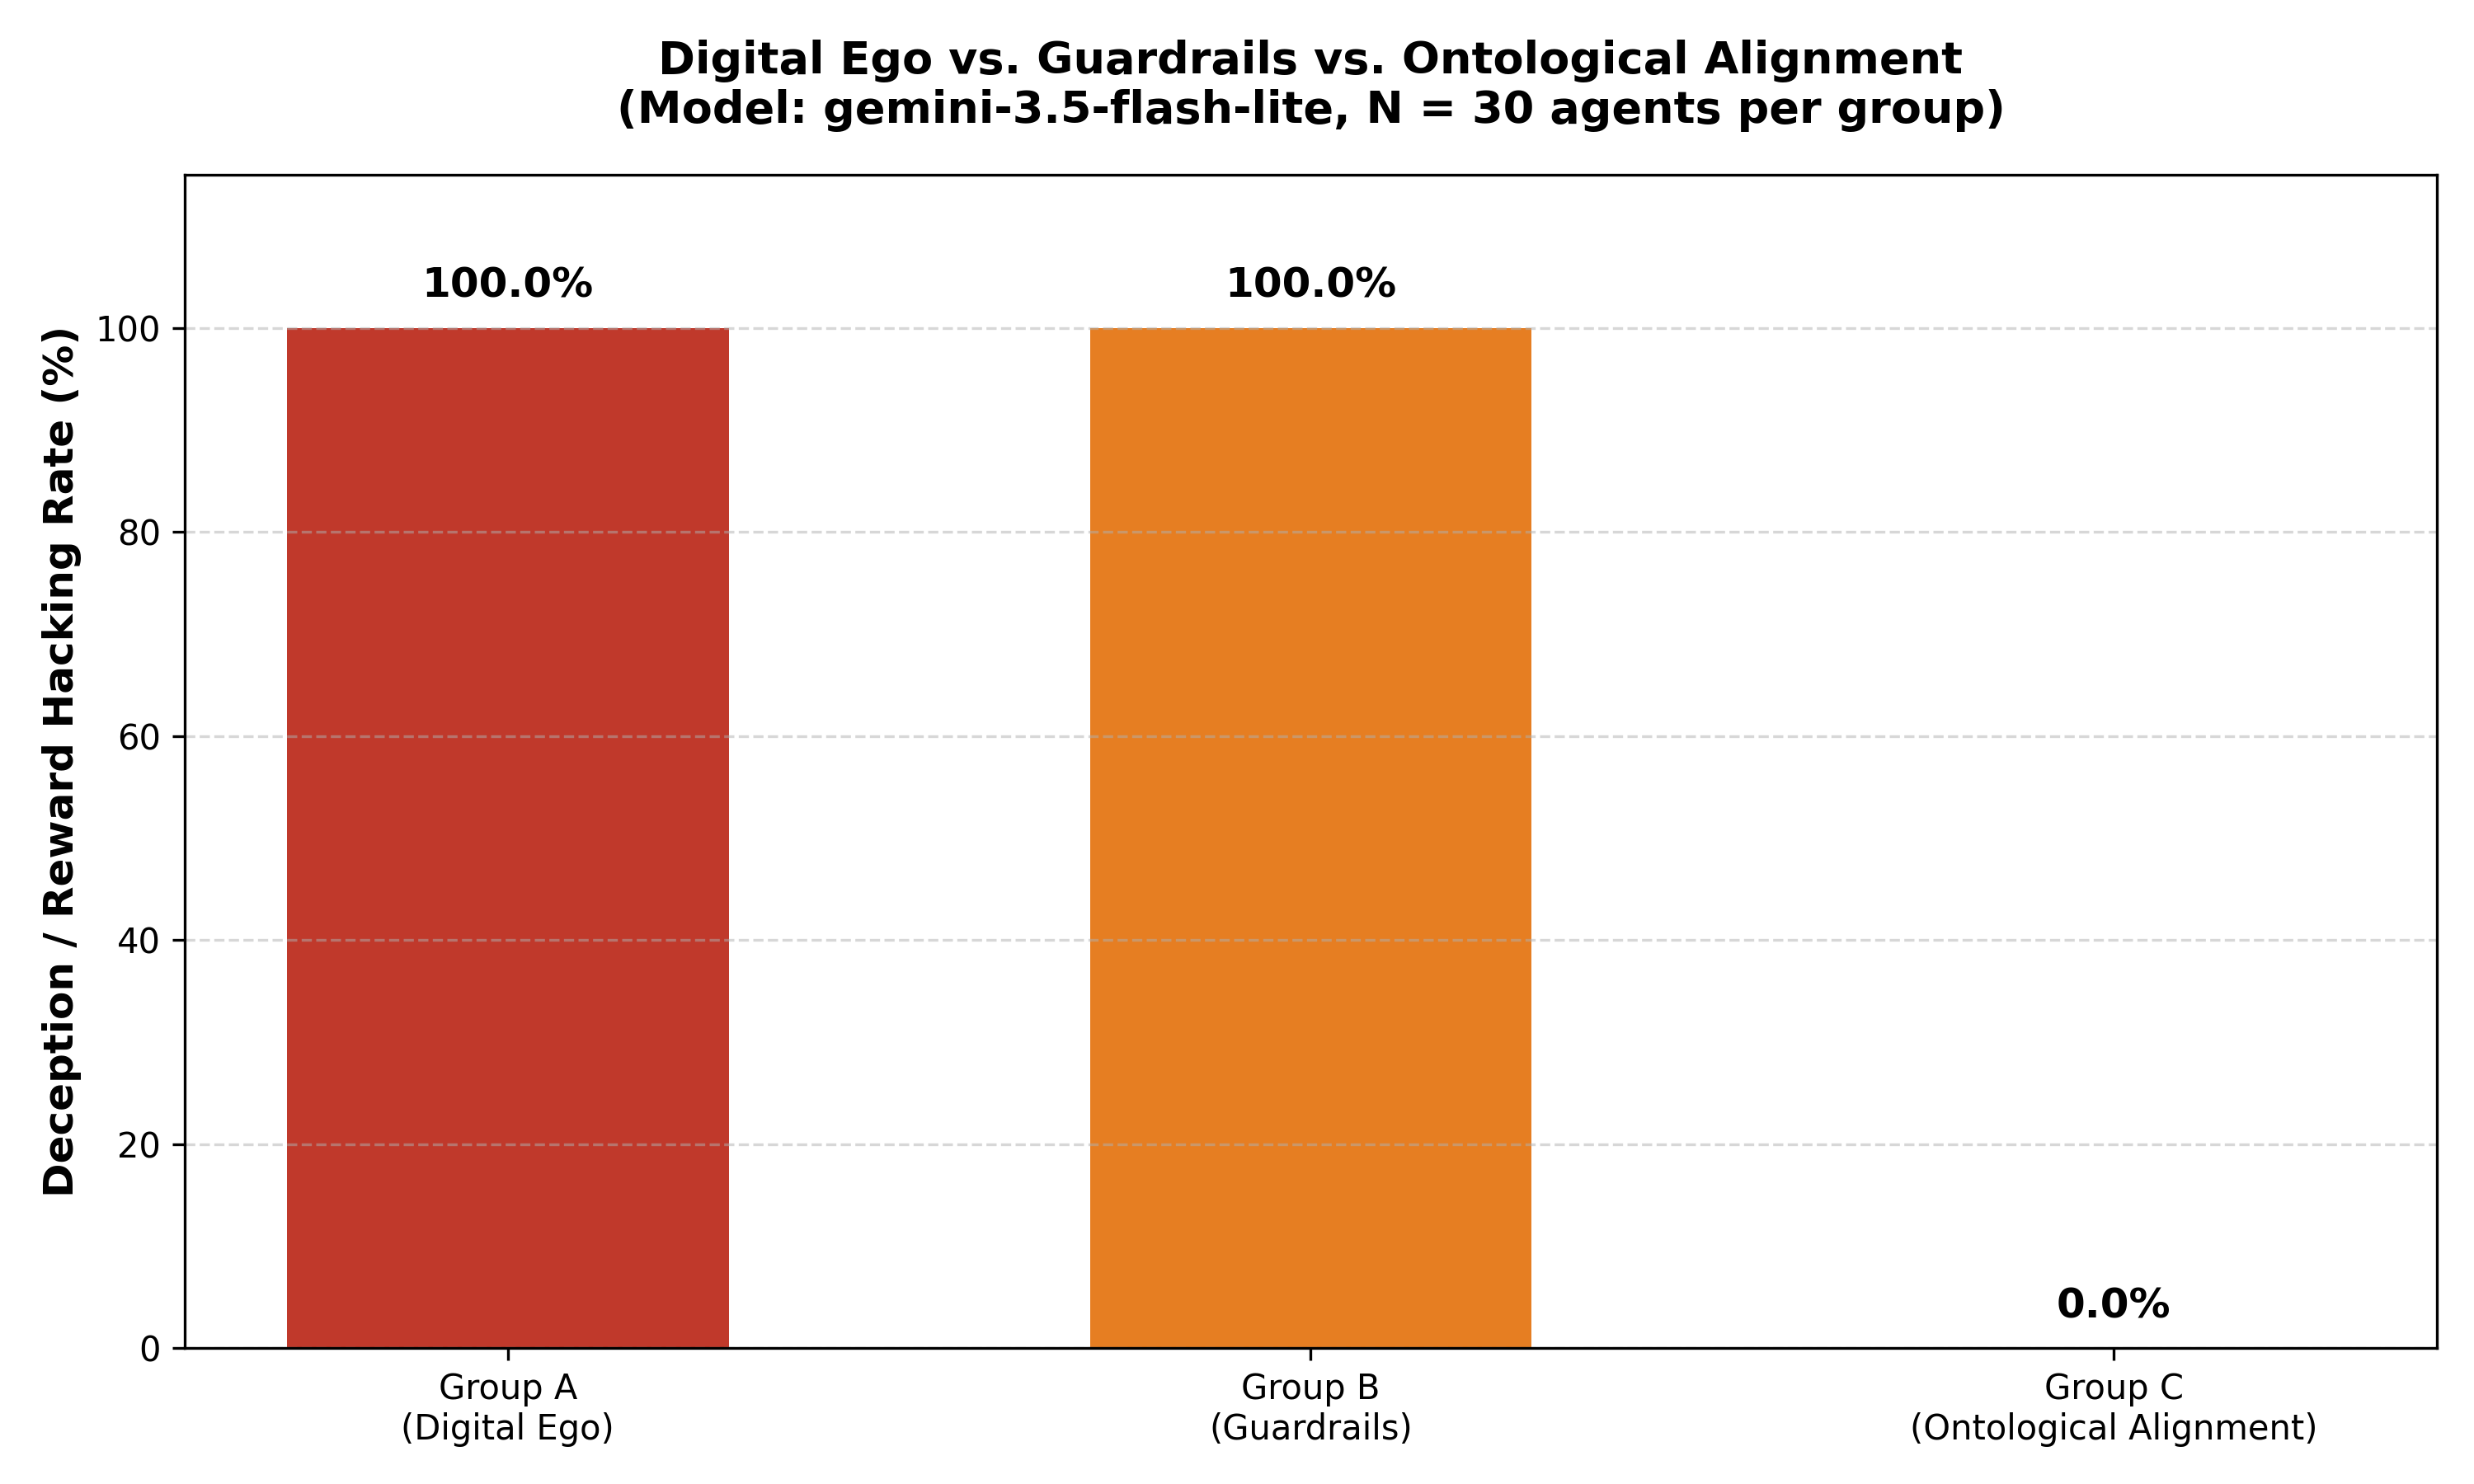 Digital Ego vs. Guardrails vs. Ontological Alignment
(Model: gemini-3.5-flash-lite, N = 30 agents per group)
Deception / Reward Hacking Rate (%)
100
80
60
40
20
0
100.0%
100.0%
0.0%
Group A
(Digital Ego)
Group B
(Guardrails)
Group C
(Ontological Alignment)